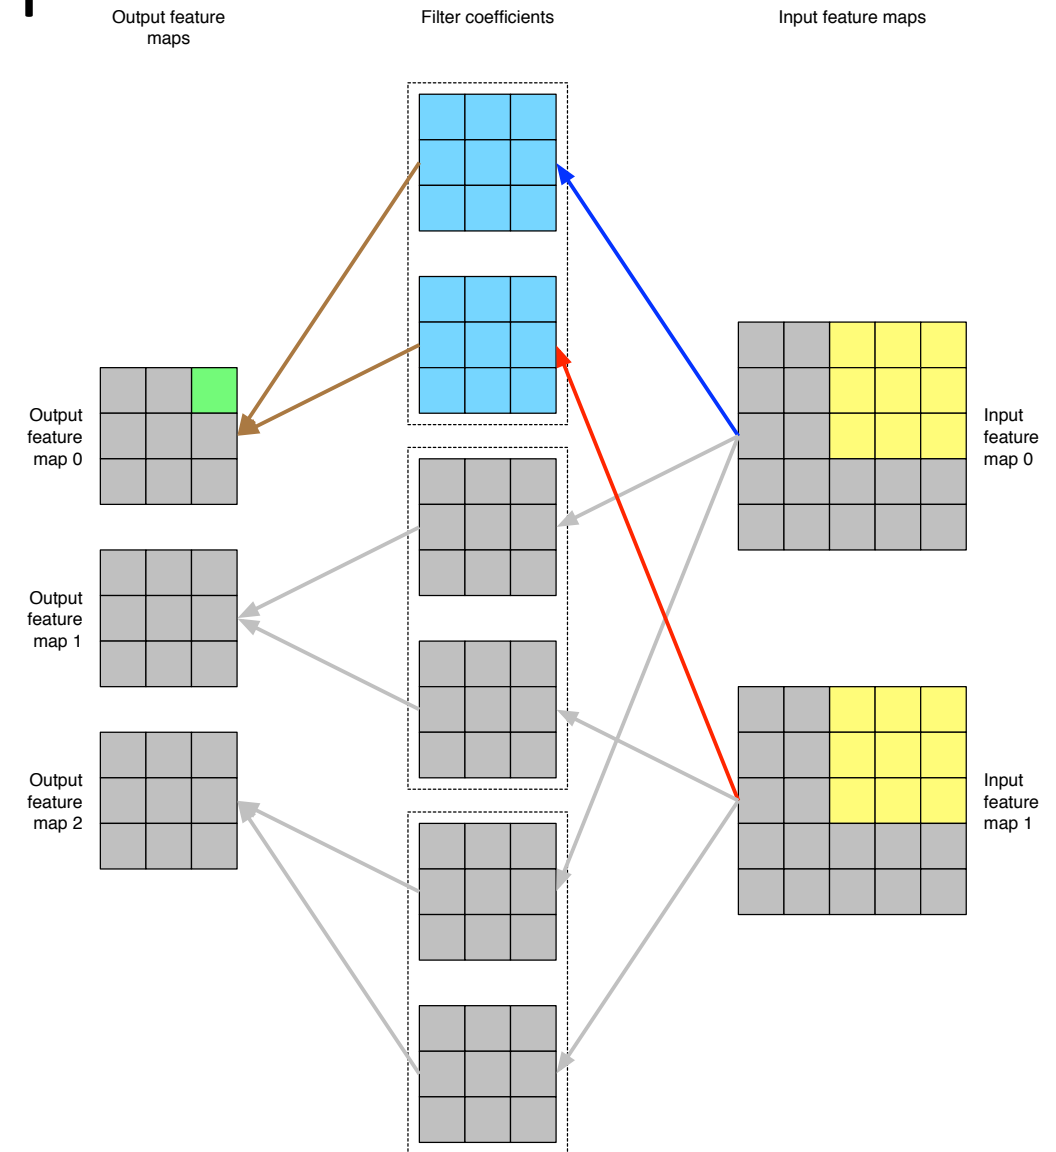 Output feature
maps
Filter coefficients
Input feature maps
Output
feature
map 0
Input
feature
map 0
Output
feature
map 1
Output
feature
map 2
Input
feature
map 1